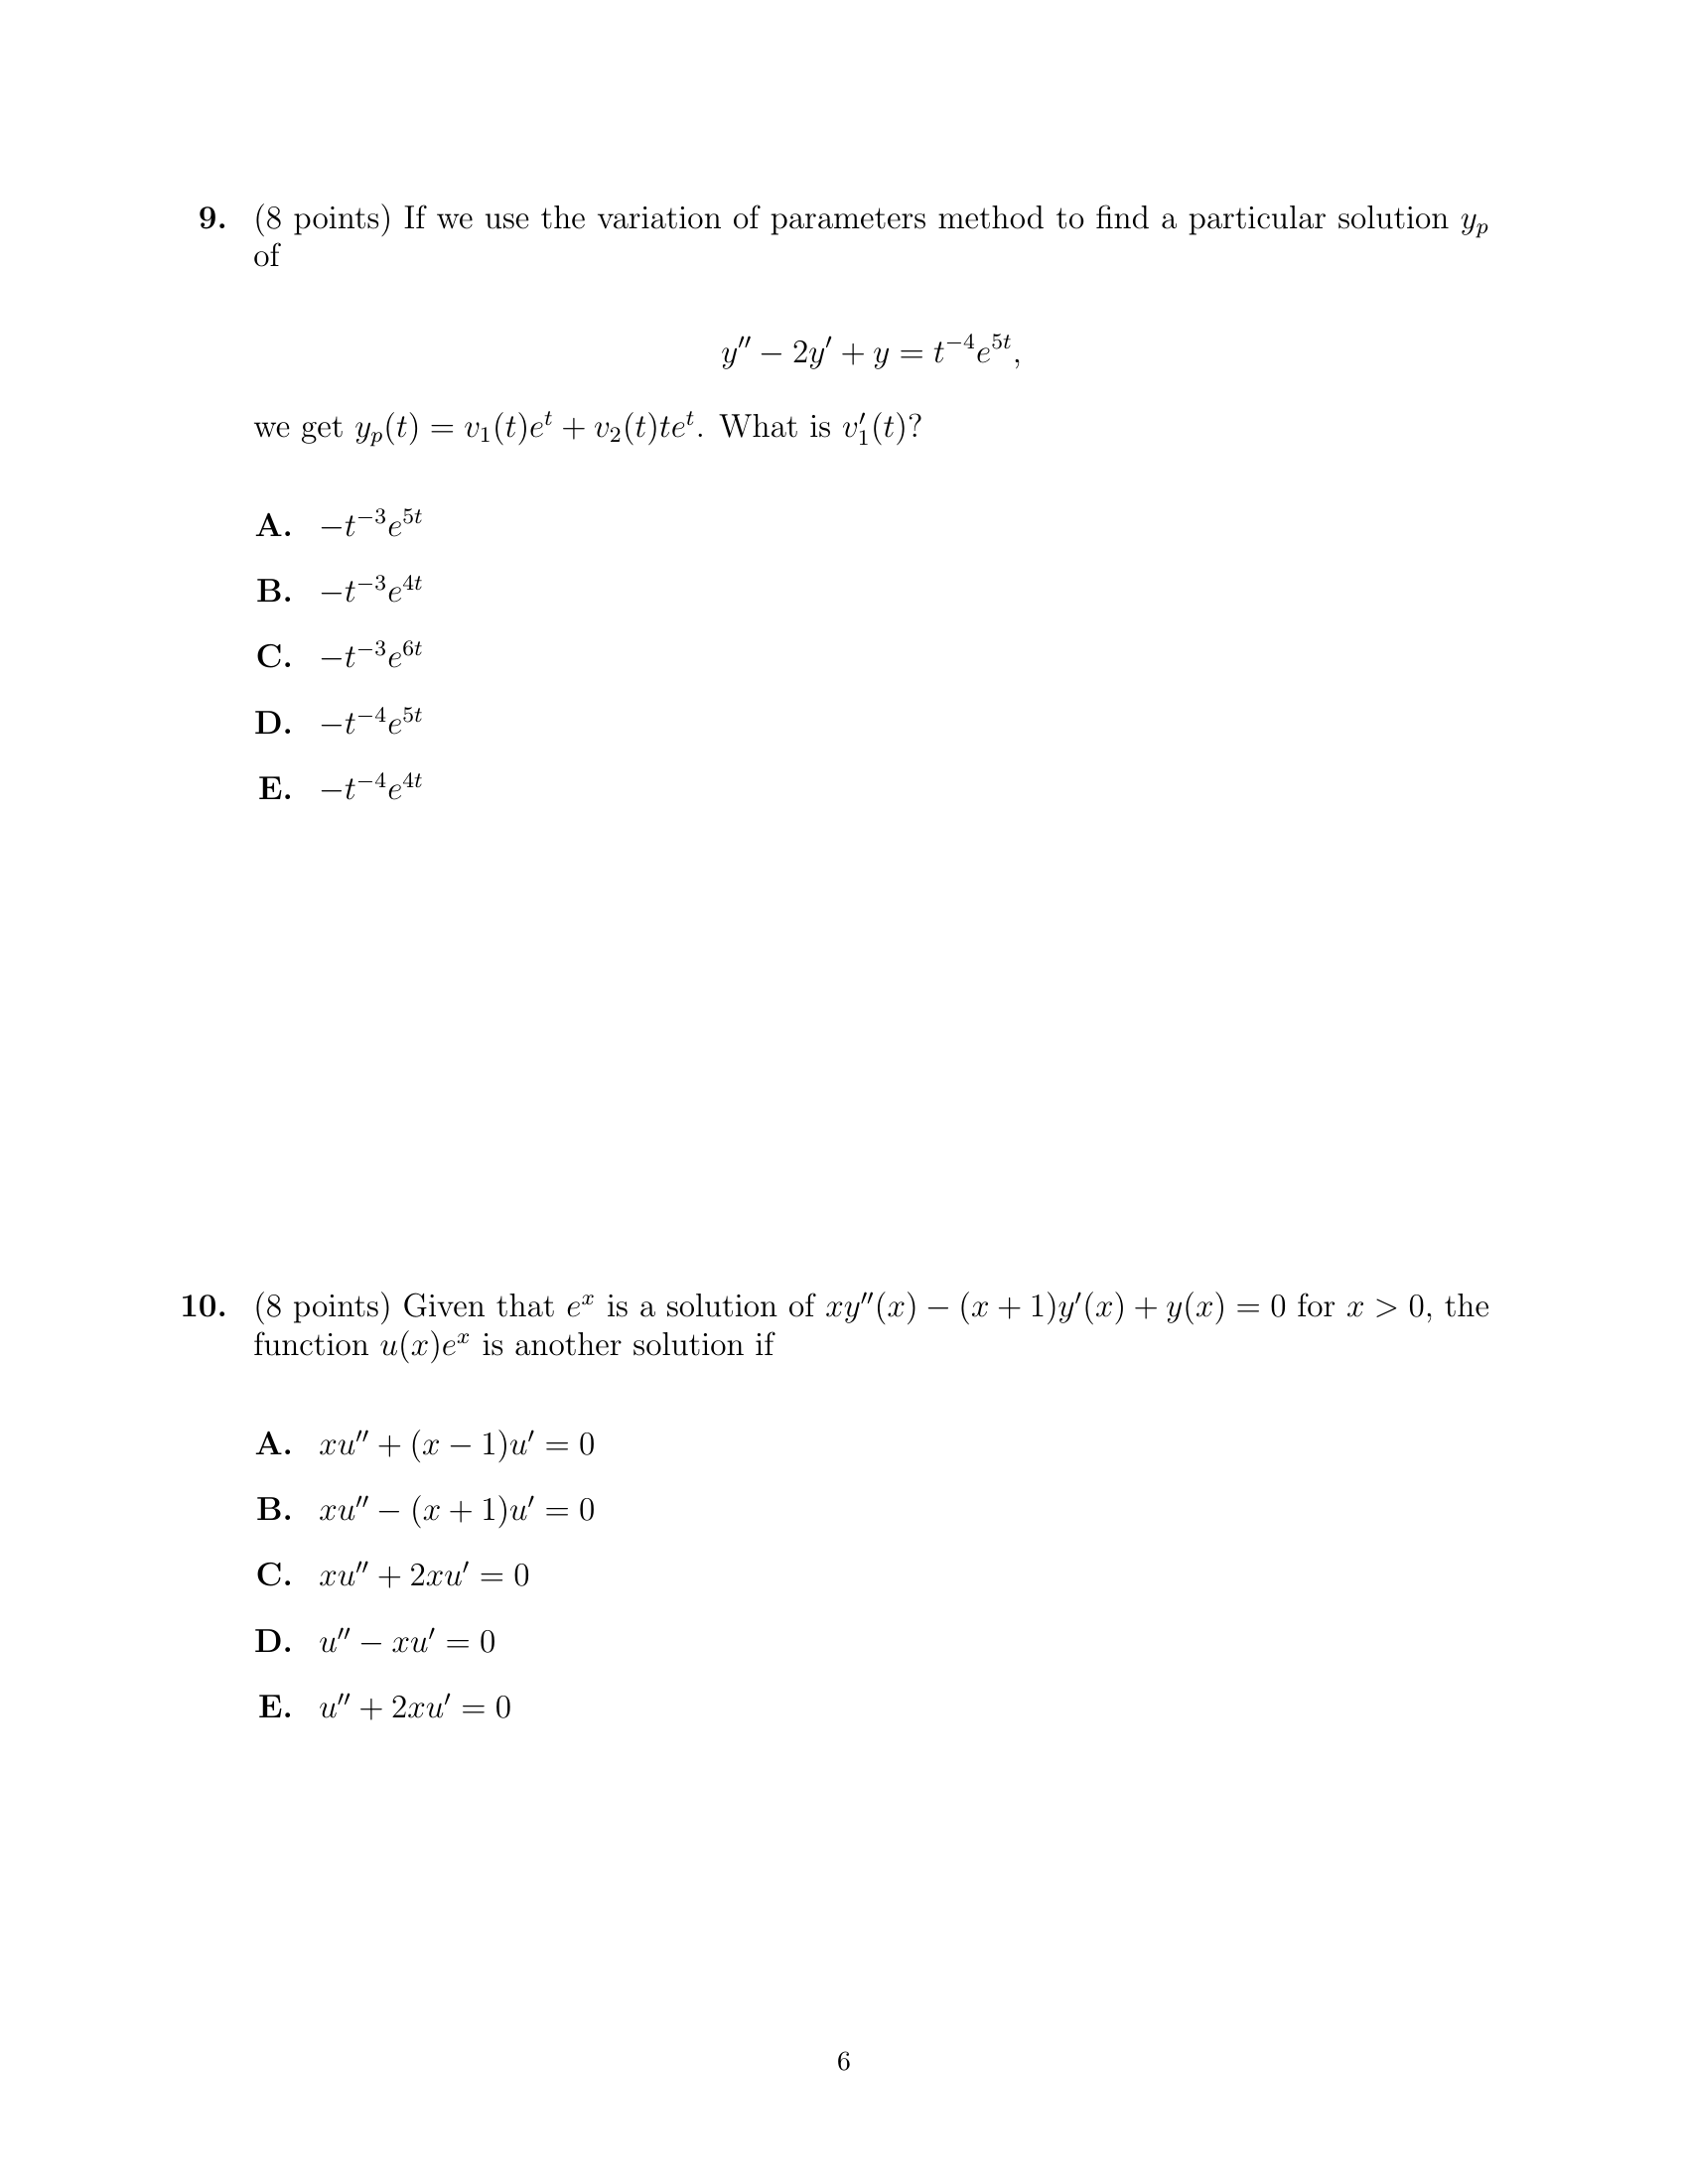 9. (8 points) If we use the variation of parameters method to find a particular solution $y_p$
of
$y'' - 2y' + y = t^{-4}e^{5t},$
we get $y_p(t) = v_1(t)e^t + v_2(t)te^t$. What is $v_1'(t)$?
A. $-t^{-3}e^{5t}$
B. $-t^{-3}e^{4t}$
C. $-t^{-3}e^{6t}$
D. $-t^{-4}e^{5t}$
E. $-t^{-4}e^{4t}$
10. (8 points) Given that $e^x$ is a solution of $xy''(x) - (x + 1)y'(x) + y(x) = 0$ for $x > 0$, the
function $u(x)e^x$ is another solution if
A. $xu'' + (x - 1)u' = 0$
B. $xu'' - (x + 1)u' = 0$
C. $xu'' + 2xu' = 0$
D. $u'' - xu' = 0$
E. $u'' + 2xu' = 0$
6